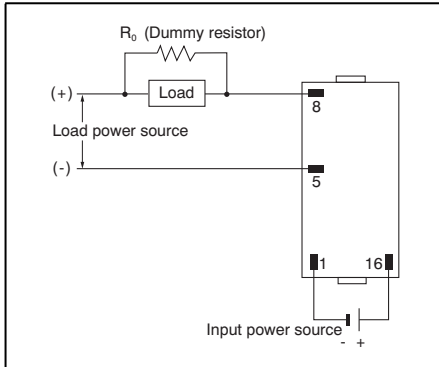 R₀ (Dummy resistor)
(+)
Load
8
Load power source
(-)
5
1
16
Input power source
- +